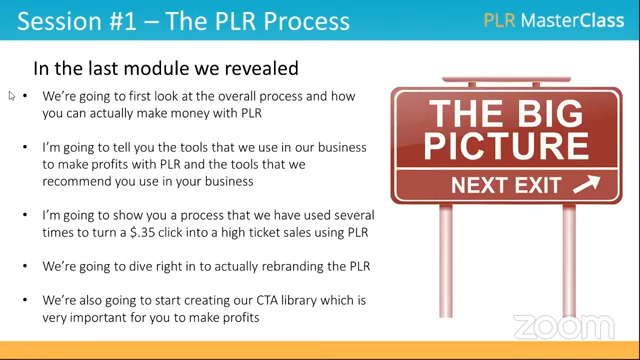 Session #1 – The PLR Process
PLR MasterClass
In the last module we revealed
• We're going to first look at the overall process and how
you can actually make money with PLR
• I'm going to tell you the tools that we use in our business
to make profits with PLR and the tools that we
recommend you use in your business
• I'm going to show you a process that we have used several
times to turn a $.35 click into a high ticket sales using PLR
• We're going to dive right in to actually rebranding the PLR
• We're also going to start creating our CTA library which is
very important for you to make profits
THE BIG
PICTURE
NEXT EXIT
zoom